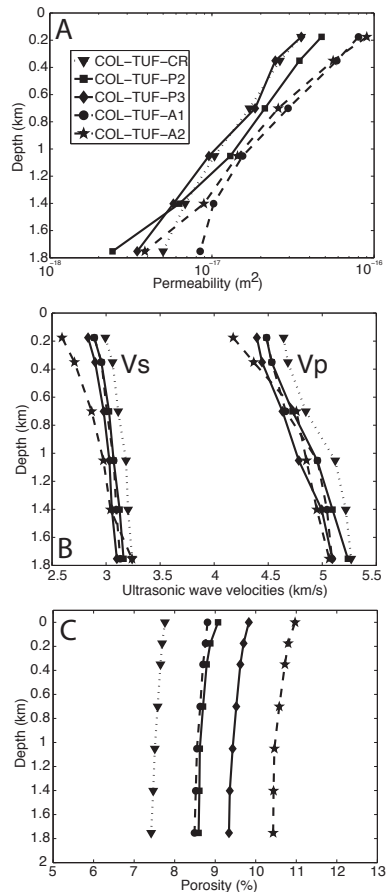 A
COL-TUF-CR
COL-TUF-P2
COL-TUF-P3
COL-TUF-A1
COL-TUF-A2
Depth (km)
0
0.2
0.4
0.6
0.8
1.0
1.2
1.4
1.6
1.8
10⁻¹⁸ 10⁻¹⁷ 10⁻¹⁶
Permeability (m²)
Vs Vp
B
Depth (km)
0
0.2
0.4
0.6
0.8
1
1.2
1.4
1.6
1.8
2.5 3 3.5 4 4.5 5 5.5
Ultrasonic wave velocities (km/s)
C
Depth (km)
0
0.2
0.4
0.6
0.8
1
1.2
1.4
1.6
1.8
2
5 6 7 8 9 10 11 12 13
Porosity (%)